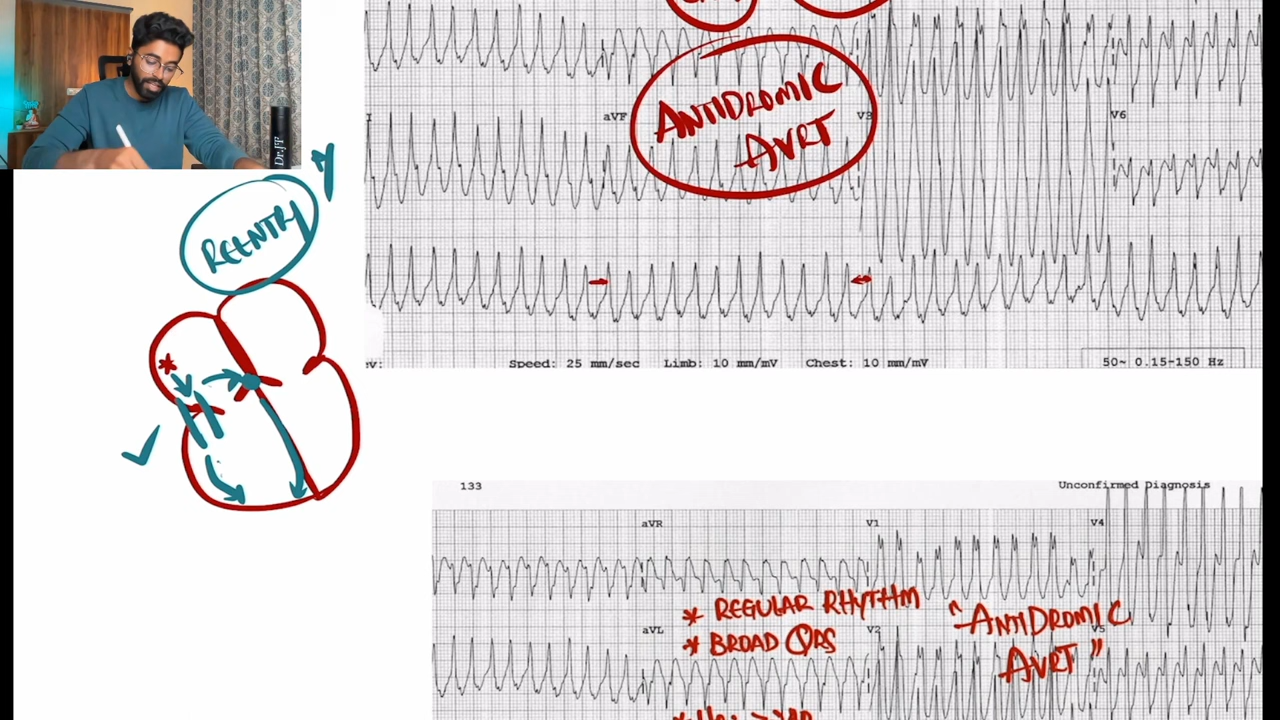 ANTIDROMIC
AVRT
aVF
V3
V6
REENTRY
Dr.JFF
Speed: 25 mm/sec Limb: 10 mm/mV Chest: 10 mm/mV
50~ 0.15-150 Hz
133
Unconfirmed Diagnosis
aVR
V1
V4
* REGULAR RHYTHM
* BROAD QRS
"ANTIDROMIC
AVRT"
aVL
V2
V5